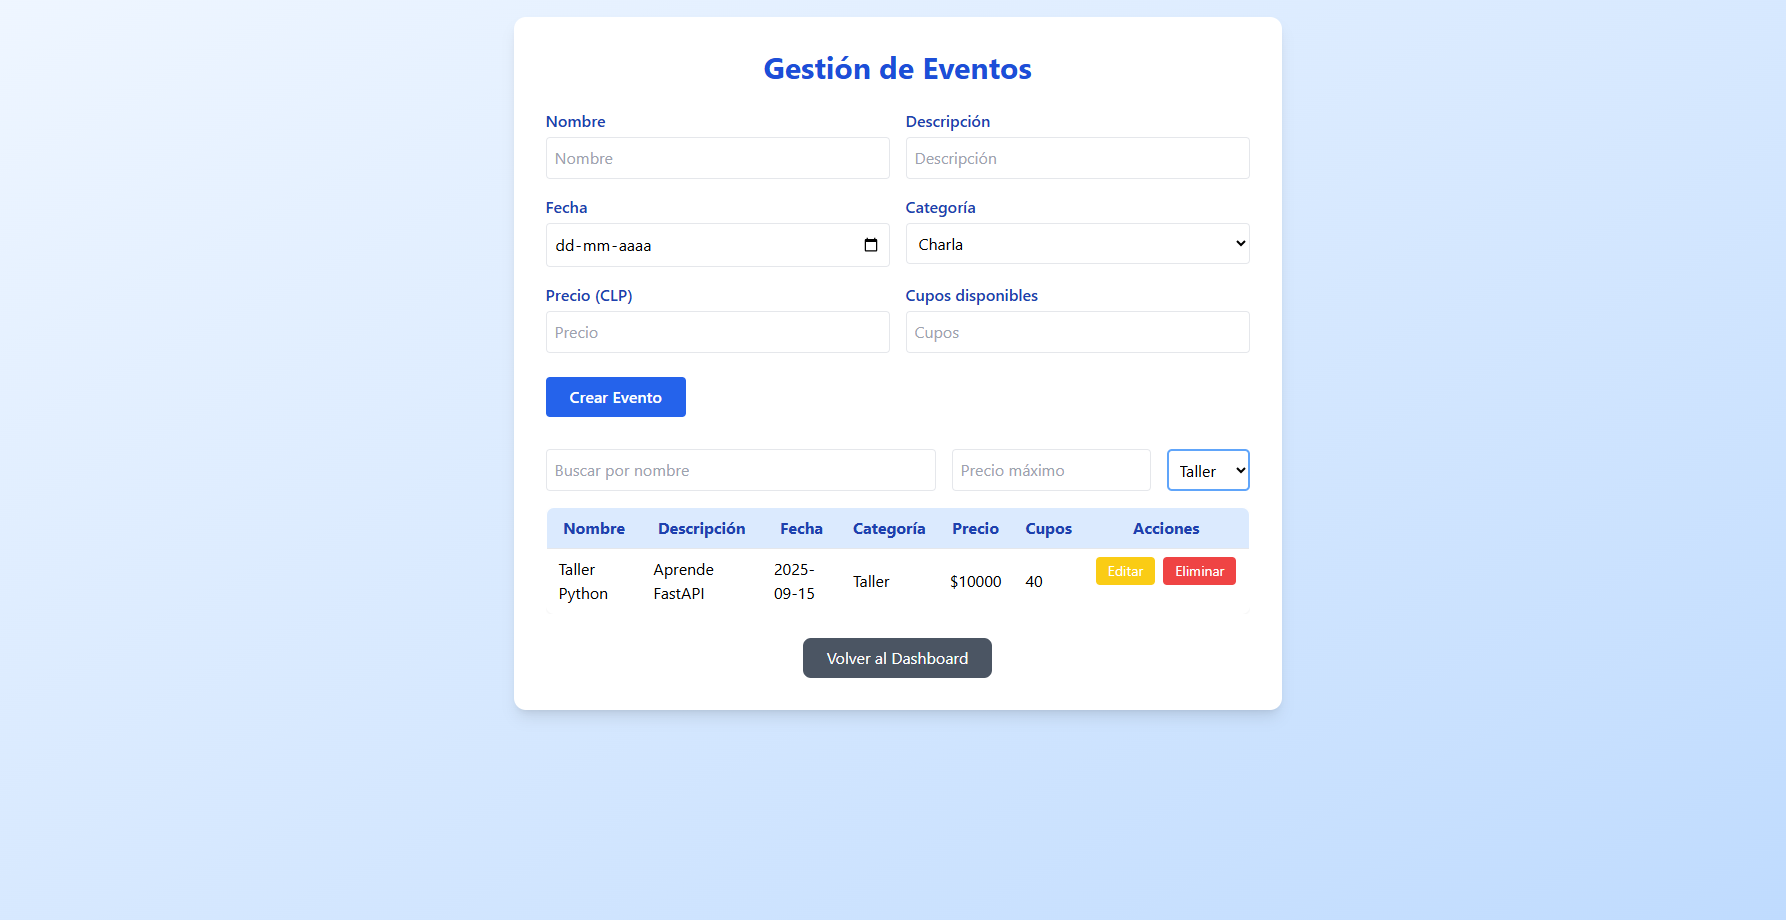 Gestión de Eventos
Nombre Descripción
Nombre Descripción
Fecha Categoría
dd-mm-aaaa Charla
Precio (CLP) Cupos disponibles
Precio Cupos
Crear Evento
Buscar por nombre Precio máximo Taller
Nombre Descripción Fecha Categoría Precio Cupos Acciones
Taller Python Aprende FastAPI 2025-09-15 Taller $10000 40 Editar Eliminar
Volver al Dashboard